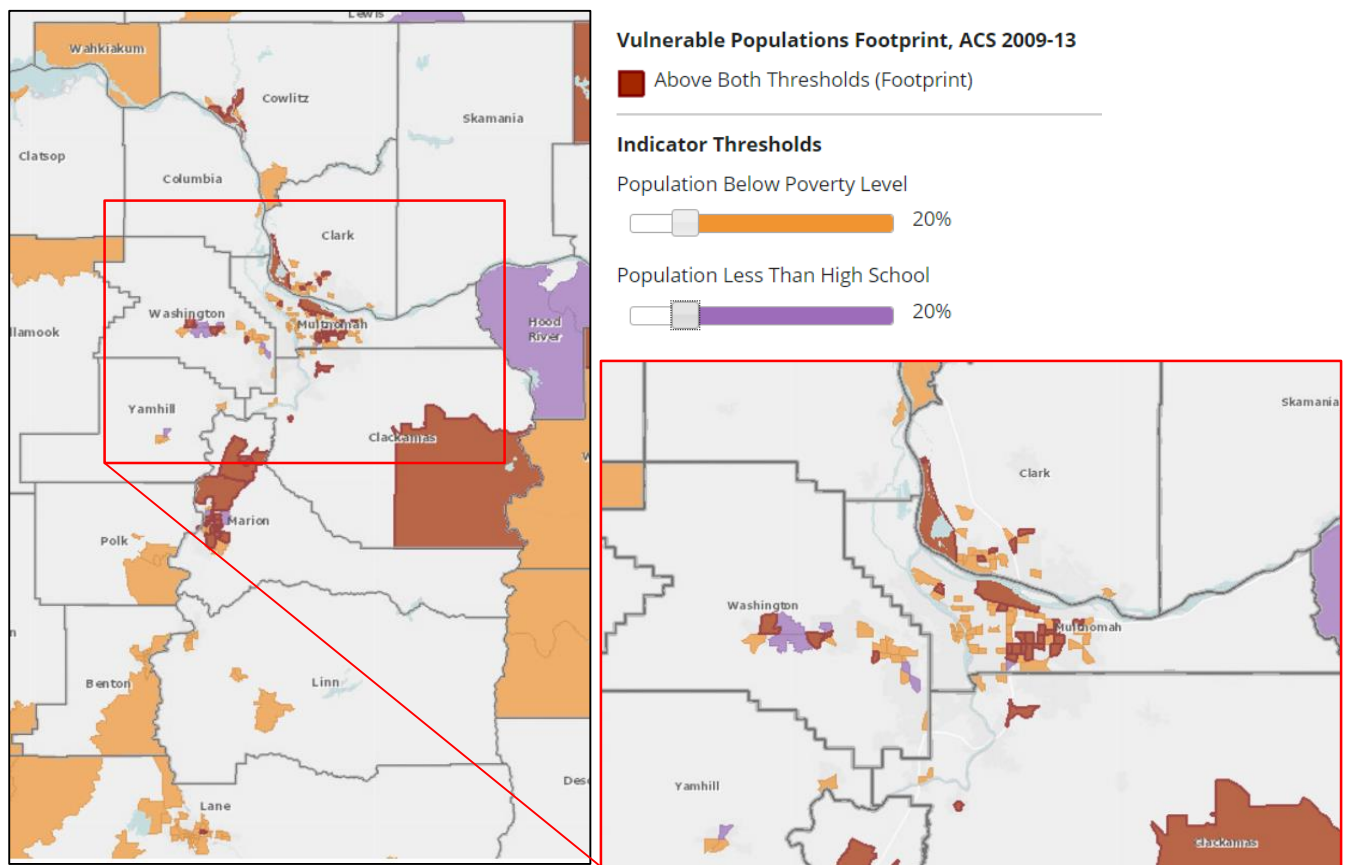 Lewis
Wahkiakum
Cowlitz
Skamania
Clatsop
Columbia
Clark
Washington
Multnomah
Hood
River
llamook
Yamhill
Clackamas
W
Marion
Polk
n
Benton
Linn
Des
Lane
Vulnerable Populations Footprint, ACS 2009-13
Above Both Thresholds (Footprint)
Indicator Thresholds
Population Below Poverty Level
20%
Population Less Than High School
20%
Skamania
Clark
Washington
Multnomah
Yamhill
Clackamas